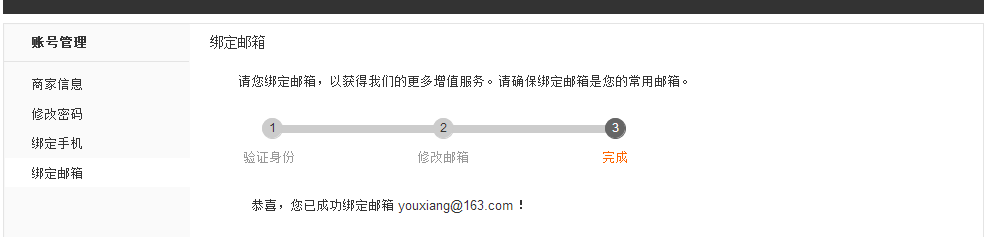 账号管理
商家信息
修改密码
绑定手机
绑定邮箱
绑定邮箱
请您绑定邮箱，以获得我们的更多增值服务。请确保绑定邮箱是您的常用邮箱。
1 2 3
验证身份 修改邮箱 完成
恭喜，您已成功绑定邮箱 youxiang@163.com ！